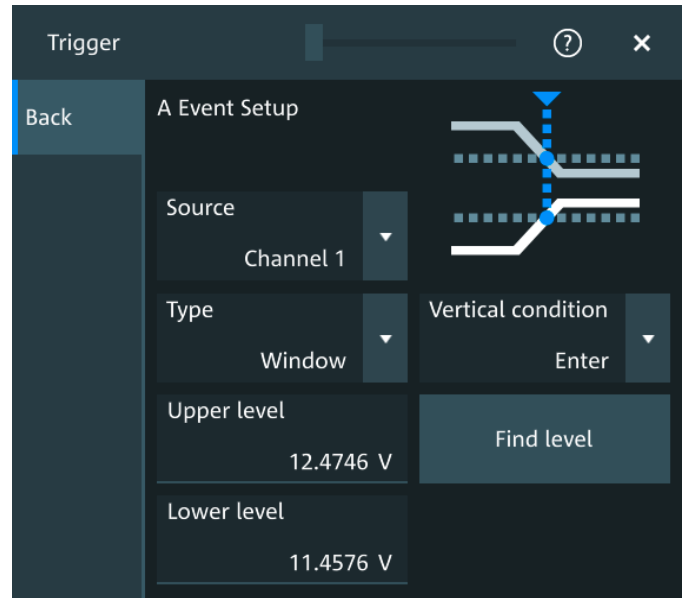 Trigger
?
Back
A Event Setup
Source
Channel 1
Type
Window
Vertical condition
Enter
Upper level
12.4746 V
Find level
Lower level
11.4576 V